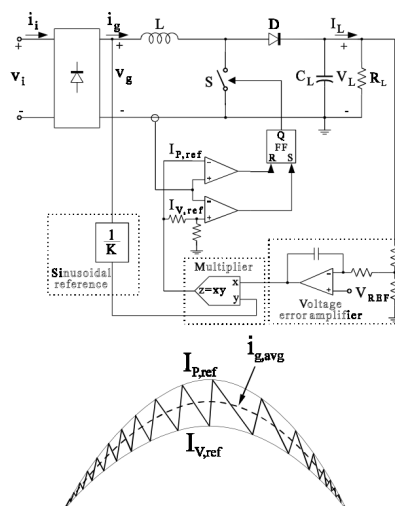 i_i
i_g
L
D
I_L
+
+
+
v_i
v_g
S
C_L
V_L
R_L
-
-
-
Q
FF
R S
I_P,ref
-
+
I_V,ref
-
+
1
K
Sinusoidal
reference
Multiplier
z=xy
x
y
-
+
V_REF
Voltage
error amplifier
I_P,ref
i_g,avg
I_V,ref